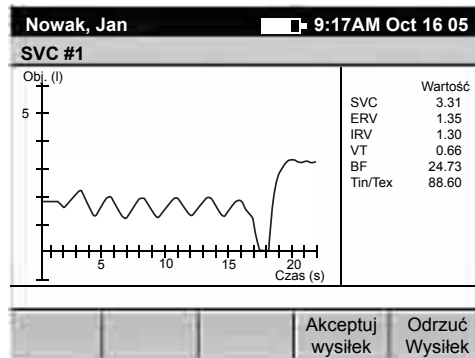 Nowak, Jan 9:17AM Oct 16 05
SVC #1
Obj. (l)
5
5 10 15 20
Czas (s)
Wartość
SVC 3.31
ERV 1.35
IRV 1.30
VT 0.66
BF 24.73
Tin/Tex 88.60
Akceptuj wysiłek
Odrzuć Wysiłek